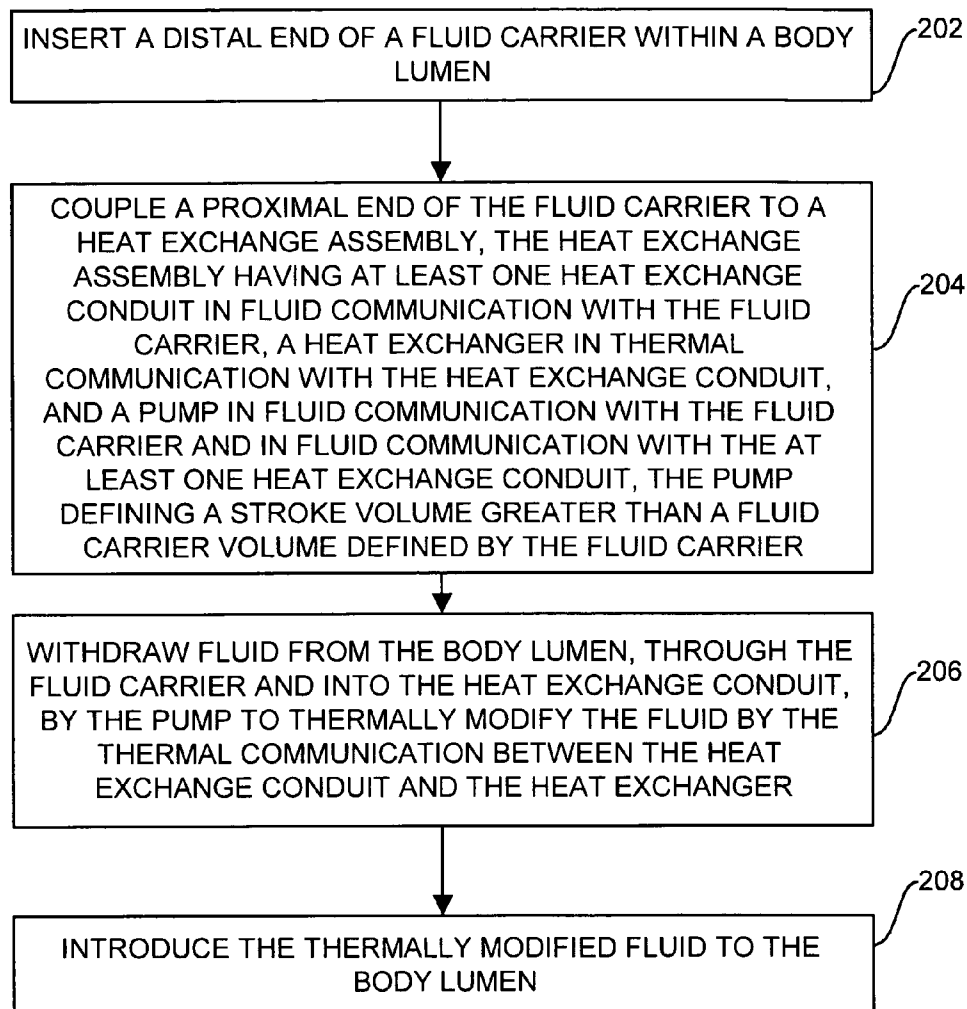 INSERT A DISTAL END OF A FLUID CARRIER WITHIN A BODY
LUMEN
202
COUPLE A PROXIMAL END OF THE FLUID CARRIER TO A
HEAT EXCHANGE ASSEMBLY, THE HEAT EXCHANGE
ASSEMBLY HAVING AT LEAST ONE HEAT EXCHANGE
CONDUIT IN FLUID COMMUNICATION WITH THE FLUID
CARRIER, A HEAT EXCHANGER IN THERMAL
COMMUNICATION WITH THE HEAT EXCHANGE CONDUIT,
AND A PUMP IN FLUID COMMUNICATION WITH THE FLUID
CARRIER AND IN FLUID COMMUNICATION WITH THE AT
LEAST ONE HEAT EXCHANGE CONDUIT, THE PUMP
DEFINING A STROKE VOLUME GREATER THAN A FLUID
CARRIER VOLUME DEFINED BY THE FLUID CARRIER
204
WITHDRAW FLUID FROM THE BODY LUMEN, THROUGH THE
FLUID CARRIER AND INTO THE HEAT EXCHANGE CONDUIT,
BY THE PUMP TO THERMALLY MODIFY THE FLUID BY THE
THERMAL COMMUNICATION BETWEEN THE HEAT
EXCHANGE CONDUIT AND THE HEAT EXCHANGER
206
INTRODUCE THE THERMALLY MODIFIED FLUID TO THE
BODY LUMEN
208